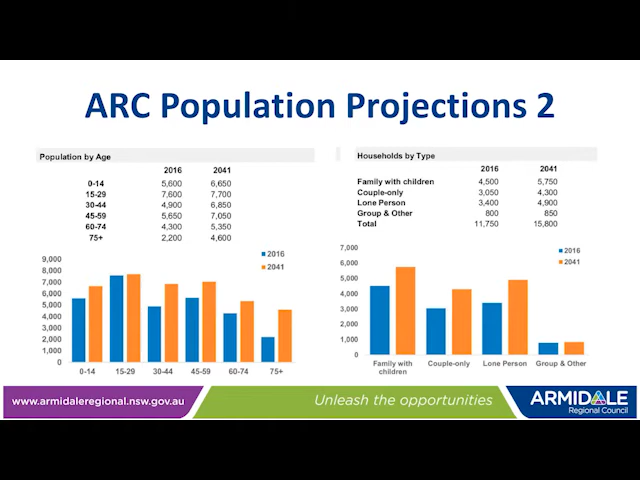 ARC Population Projections 2
Population by Age
2016 2041
0-14 5,600 6,650
15-29 7,600 7,700
30-44 4,900 6,850
45-59 5,650 7,050
60-74 4,300 5,350
75+ 2,200 4,600
9,000
8,000
7,000
6,000
5,000
4,000
3,000
2,000
1,000
0
2016
2041
0-14 15-29 30-44 45-59 60-74 75+
Households by Type
2016 2041
Family with children 4,500 5,750
Couple-only 3,050 4,300
Lone Person 3,400 4,900
Group & Other 800 850
Total 11,750 15,800
7,000
6,000
5,000
4,000
3,000
2,000
1,000
0
2016
2041
Family with children Couple-only Lone Person Group & Other
www.armidaleregional.nsw.gov.au
Unleash the opportunities
ARMIDALE
Regional Council